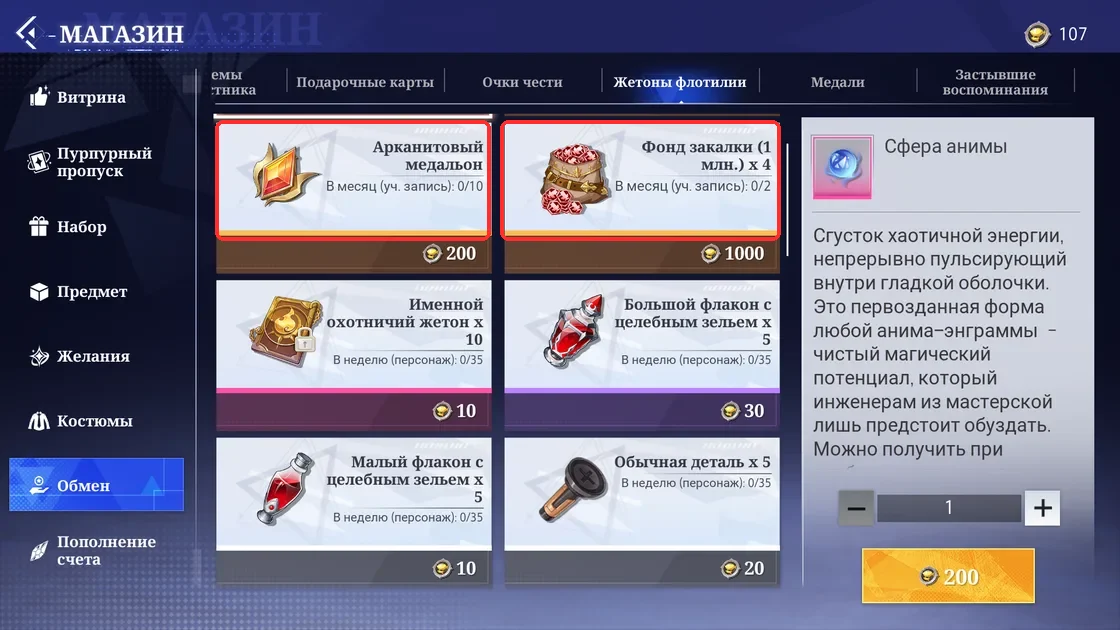 МАГАЗИН
107
Витрина
Пурпурный
пропуск
Набор
Предмет
Желания
Костюмы
Обмен
Пополнение
счета
емы
стника
Подарочные карты
Очки чести
Жетоны флотилии
Медали
Застывшие
воспоминания
Арканитовый
медальон
В месяц (уч. запись): 0/10
200
Фонд закалки (1
млн.) x 4
В месяц (уч. запись): 0/2
1000
Именной
охотничий жетон x
10
В неделю (персонаж): 0/35
10
Большой флакон с
целебным зельем x
5
В неделю (персонаж): 0/35
30
Малый флакон с
целебным зельем x
5
В неделю (персонаж): 0/35
10
Обычная деталь x 5
В неделю (персонаж): 0/35
20
Сфера анимы
Сгусток хаотичной энергии,
непрерывно пульсирующий
внутри гладкой оболочки.
Это первозданная форма
любой анима-энграммы -
чистый магический
потенциал, который
инженерам из мастерской
лишь предстоит обуздать.
Можно получить при
1
200